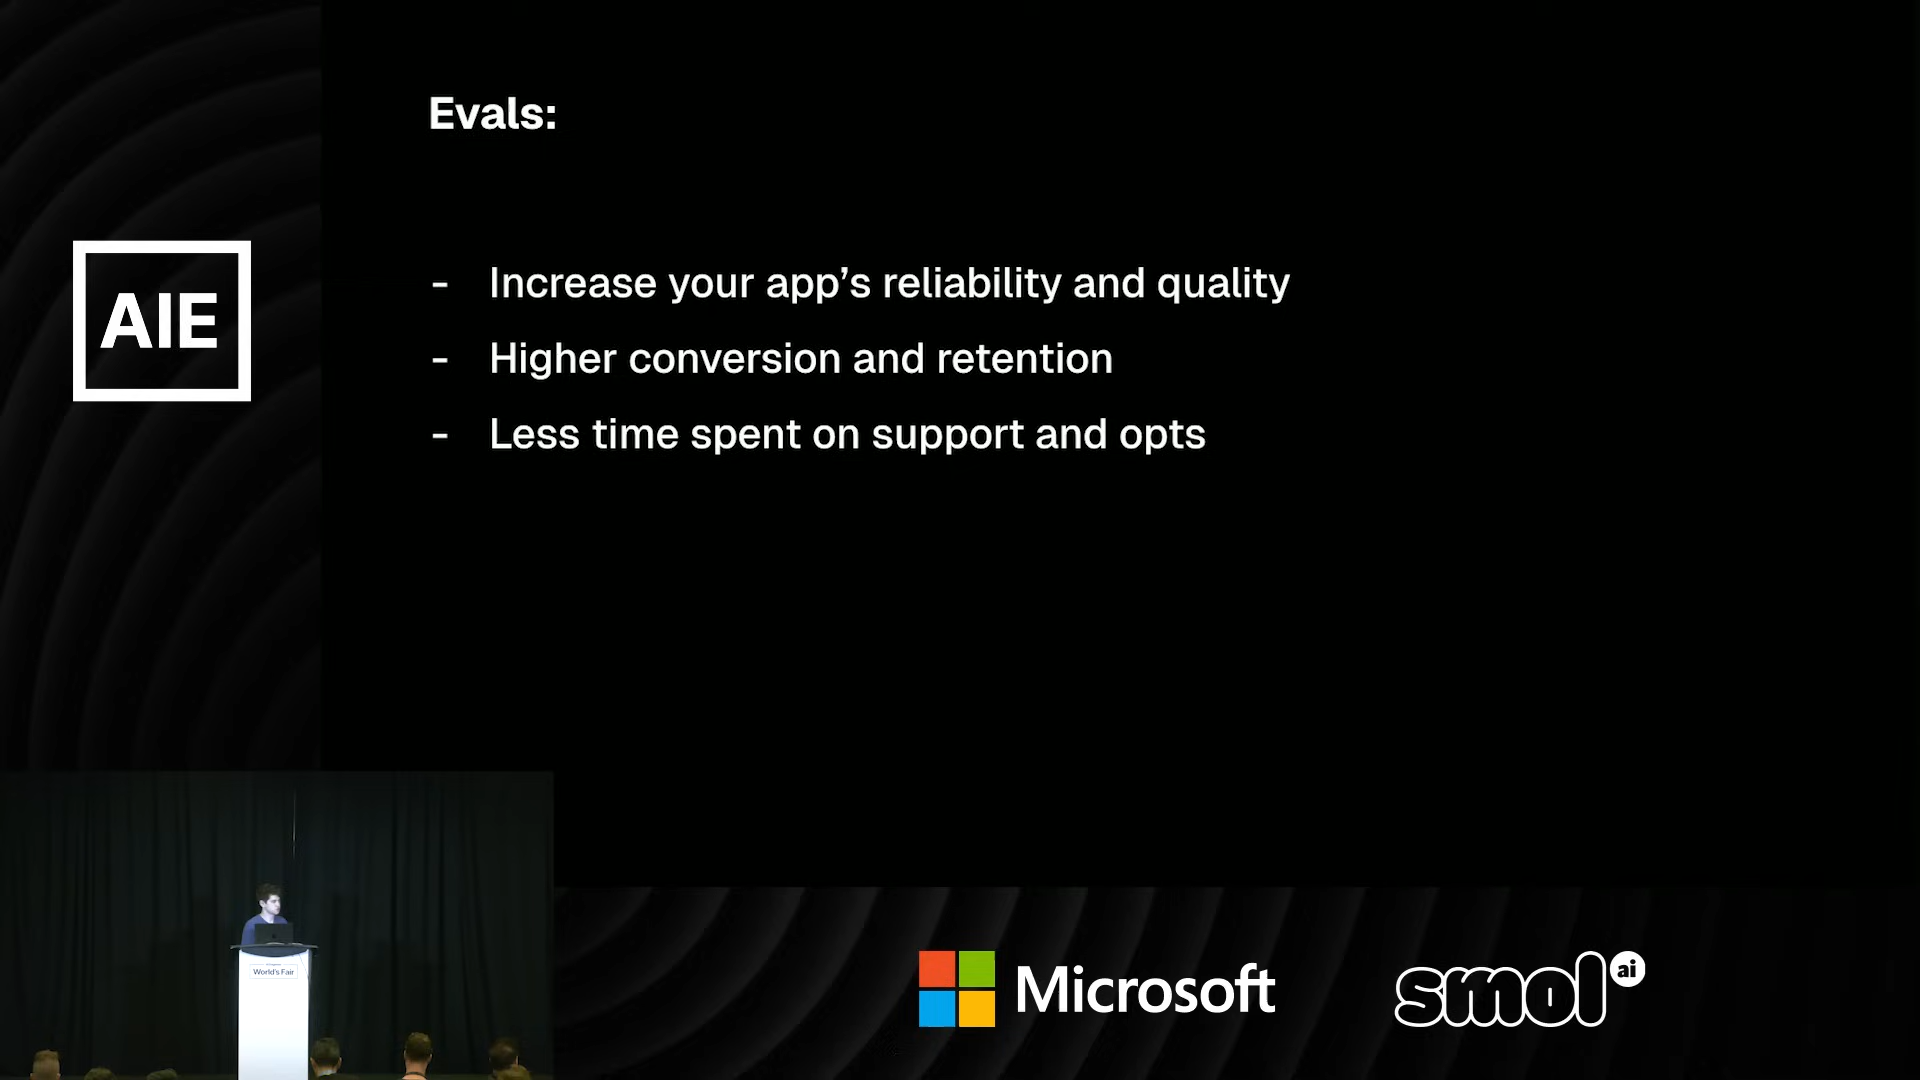 Evals:
AIE
- Increase your app’s reliability and quality
- Higher conversion and retention
- Less time spent on support and opts
World's Fair
Microsoft
smol ai